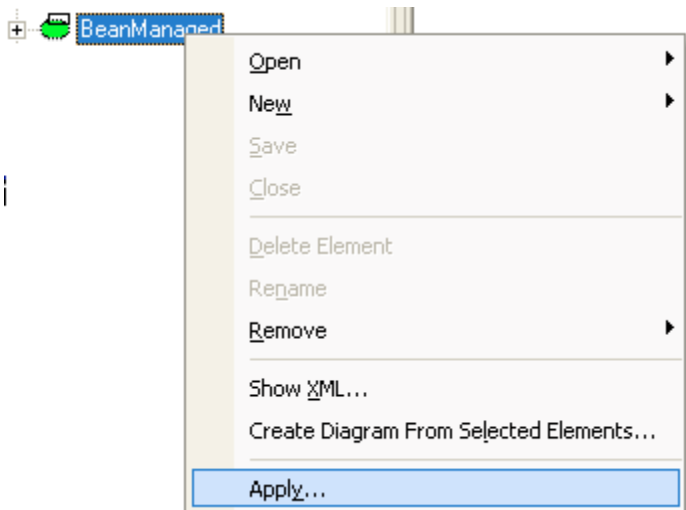 BeanManaged
Open
New
Save
Close
Delete Element
Rename
Remove
Show XML...
Create Diagram From Selected Elements...
Apply...